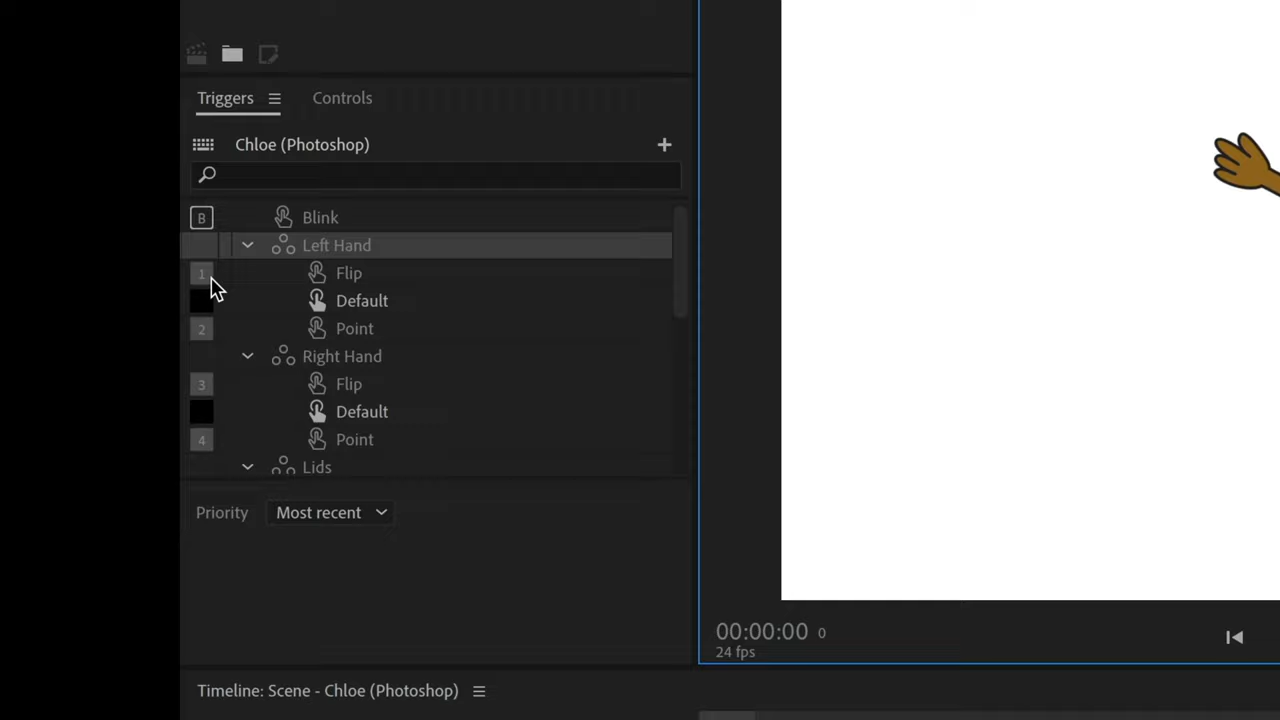 Triggers Controls
Chloe (Photoshop)
B Blink
Left Hand
1 Flip
Default
2 Point
Right Hand
3 Flip
Default
4 Point
Lids
Priority Most recent
00:00:00 0
24 fps
Timeline: Scene - Chloe (Photoshop)